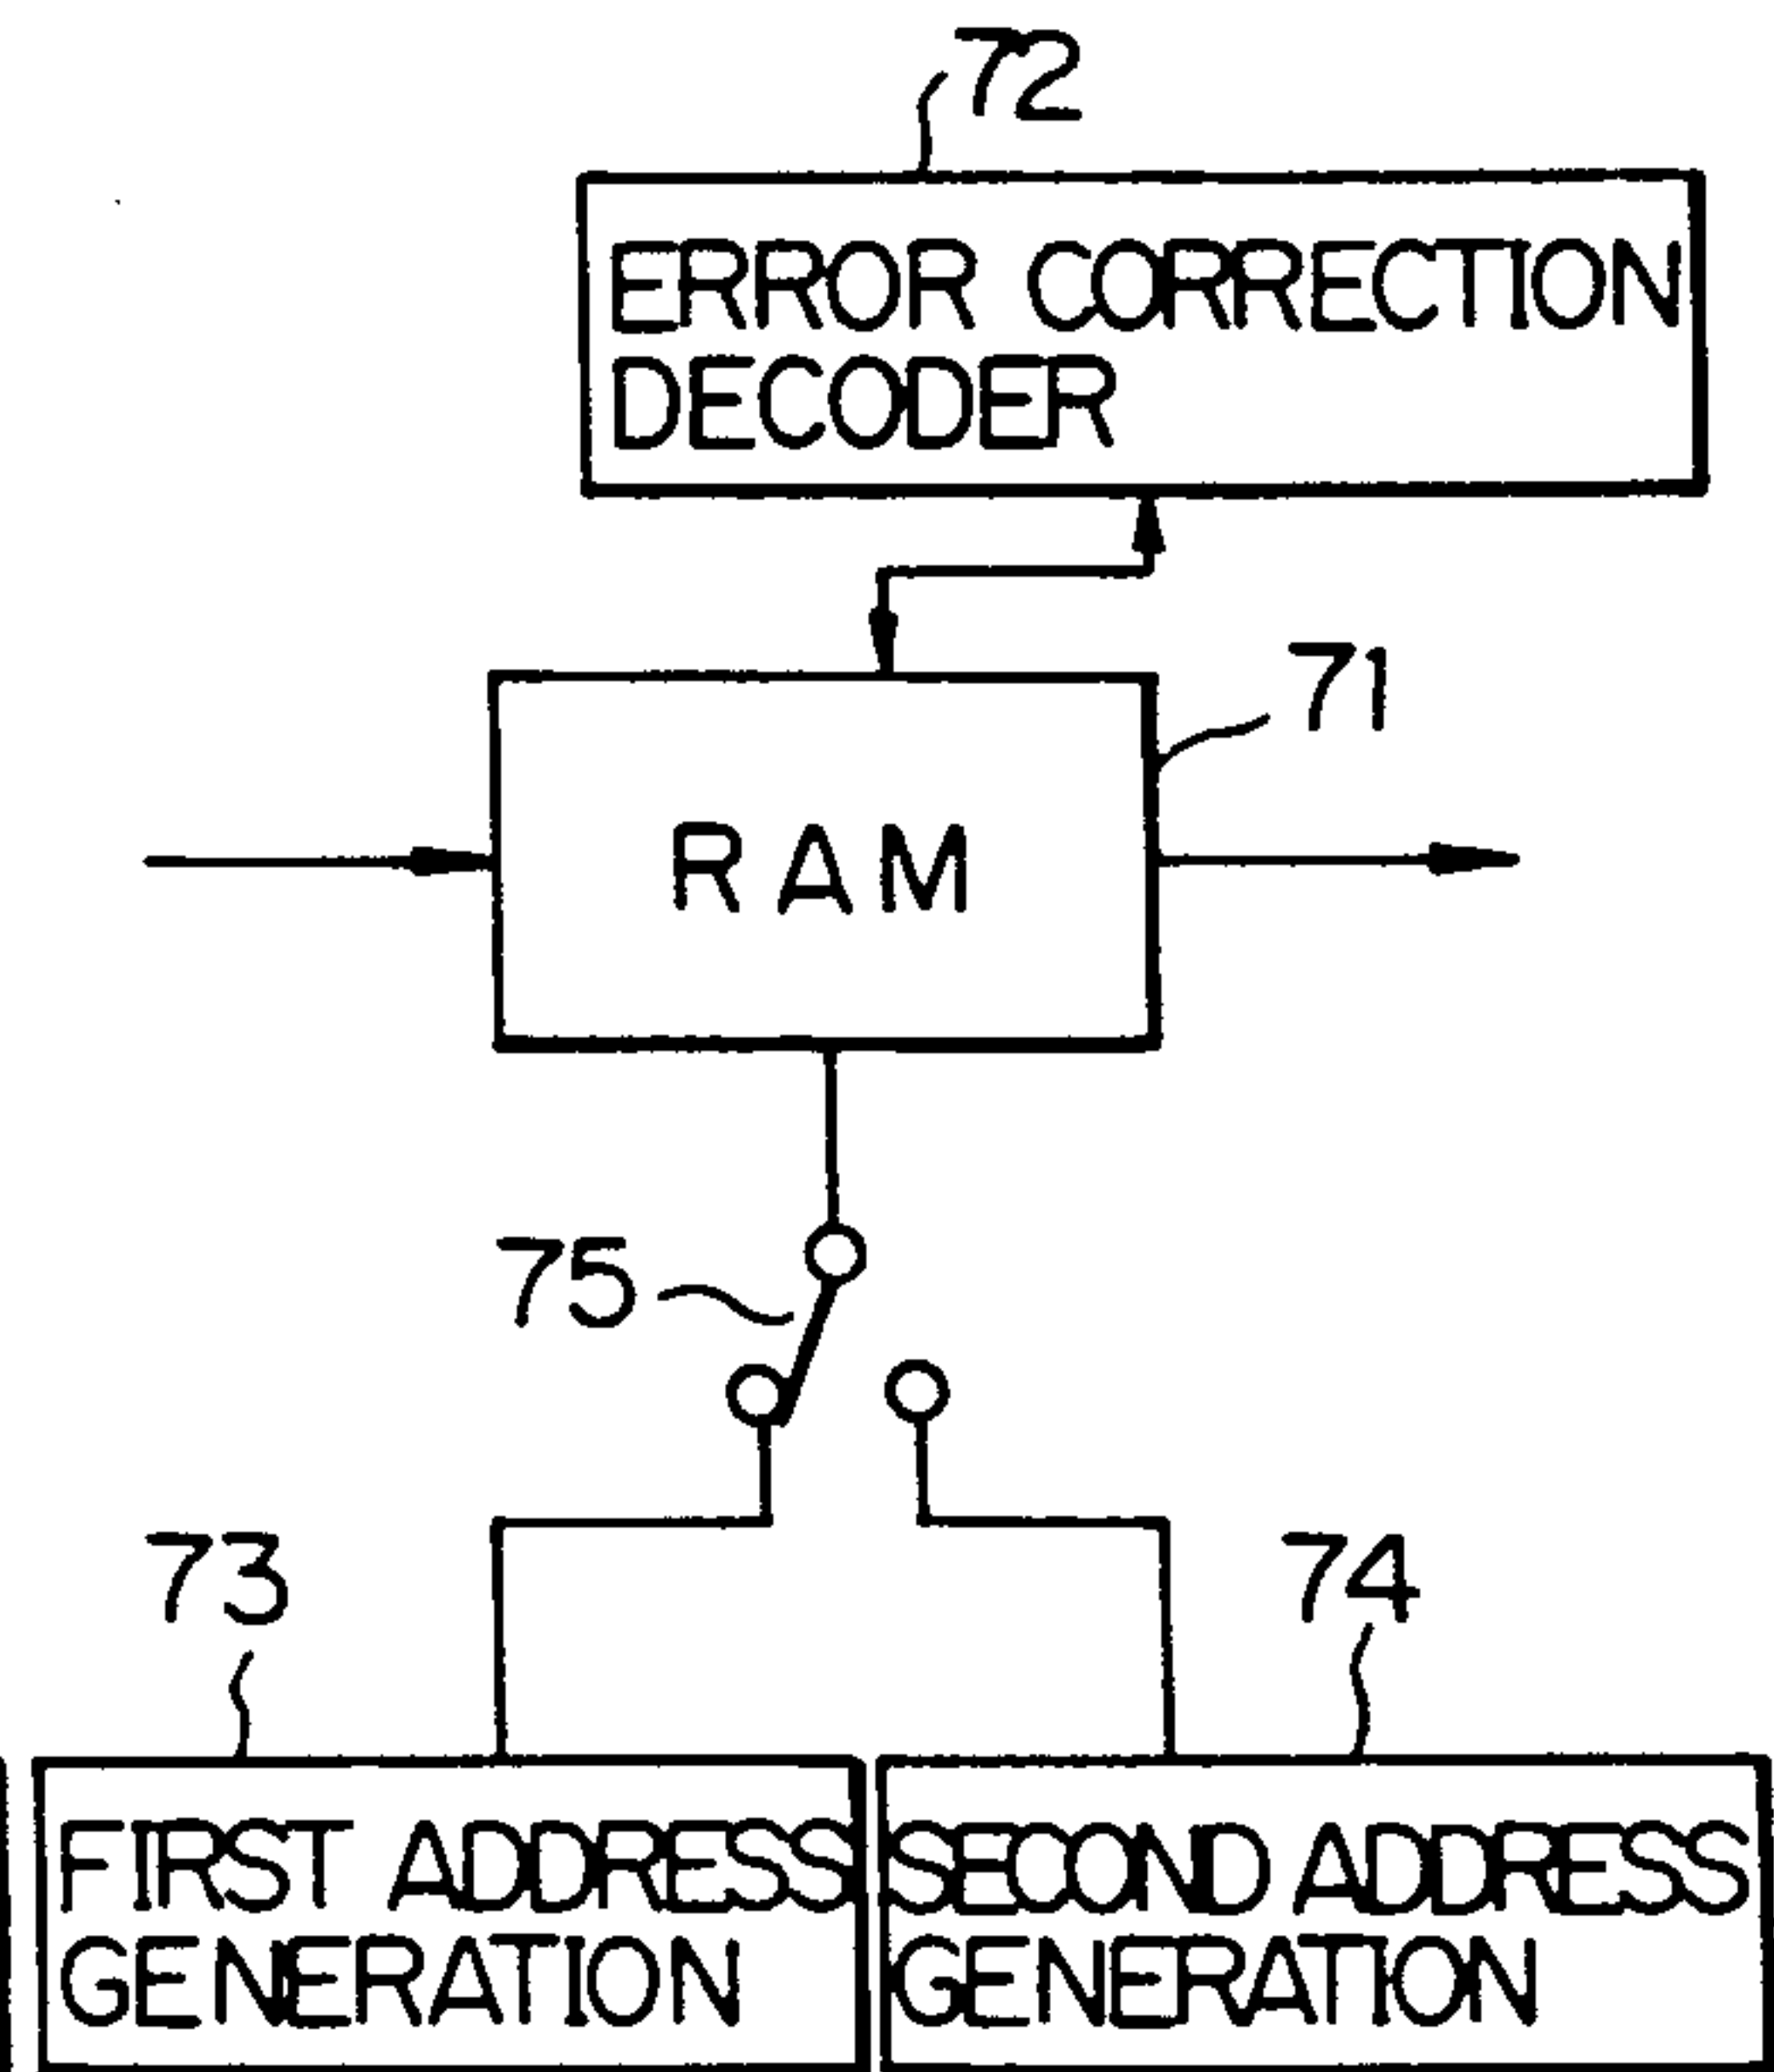 72
ERROR CORRECTION
DECODER
71
RAM
75
73
74
FIRST ADDRESS
GENERATION
SECOND ADDRESS
GENERATION